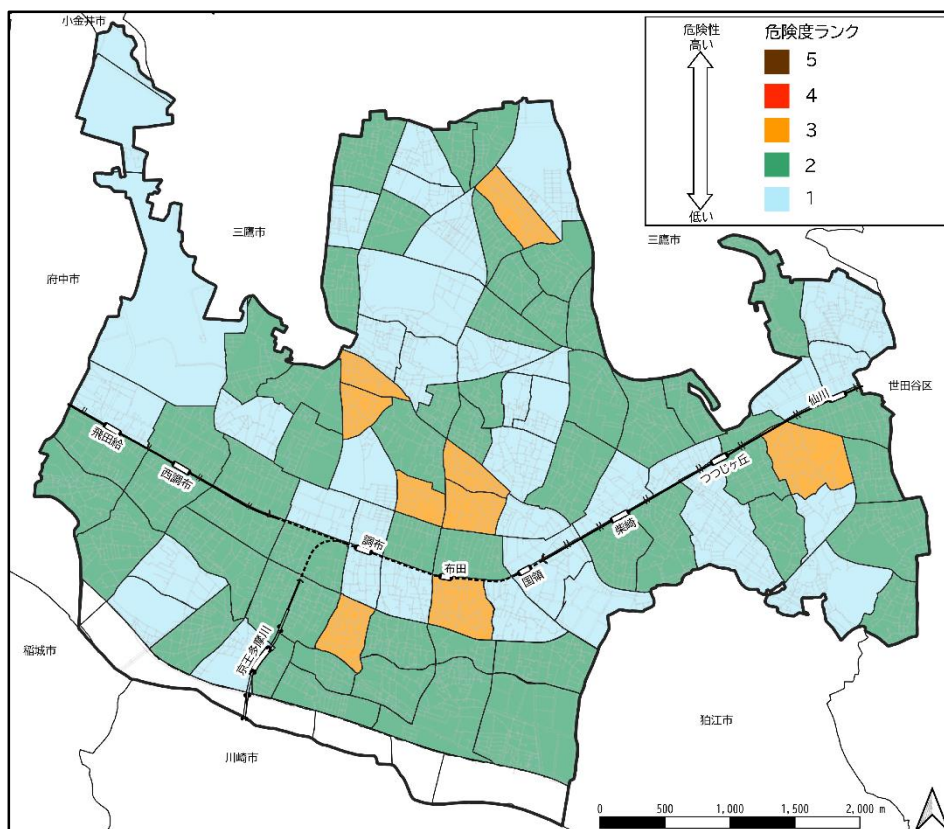 小金井市
危険性
高い
危険度ランク
5
4
3
2
1
低い
三鷹市
三鷹市
府中市
世田谷区
仙川
飛田給
つつじヶ丘
西調布
柴崎
調布
布田
国領
京王多摩川
稲城市
狛江市
川崎市
0 500 1,000 1,500 2,000 m